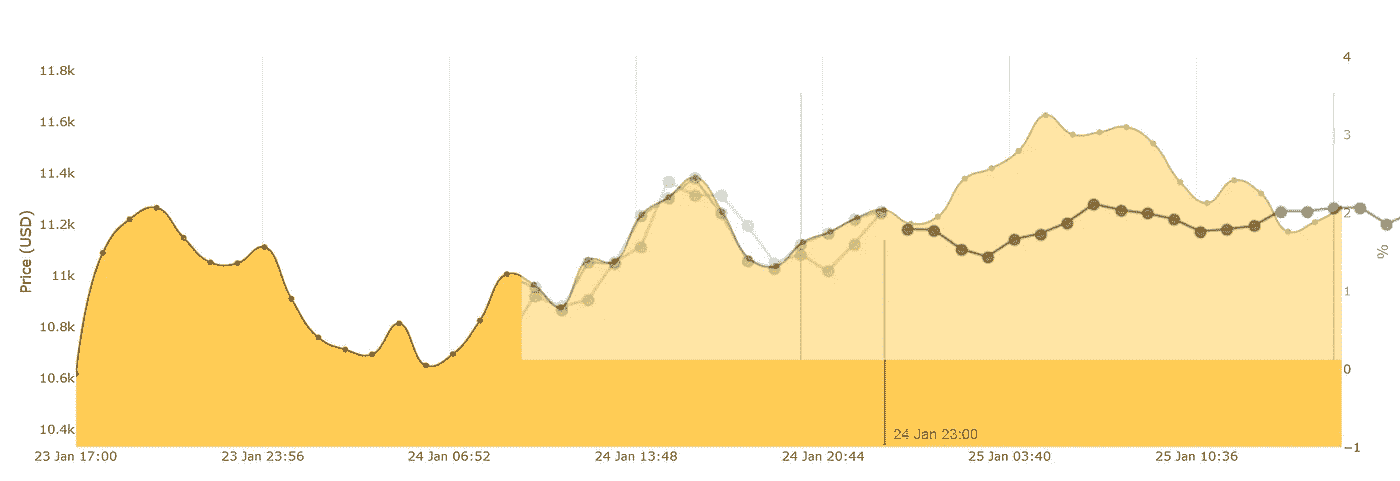 11.8k
11.6k
11.4k
11.2k
11k
10.8k
10.6k
10.4k
Price (USD)
4
3
2
1
0
−1
%
24 Jan 23:00
23 Jan 17:00
23 Jan 23:56
24 Jan 06:52
24 Jan 13:48
24 Jan 20:44
25 Jan 03:40
25 Jan 10:36